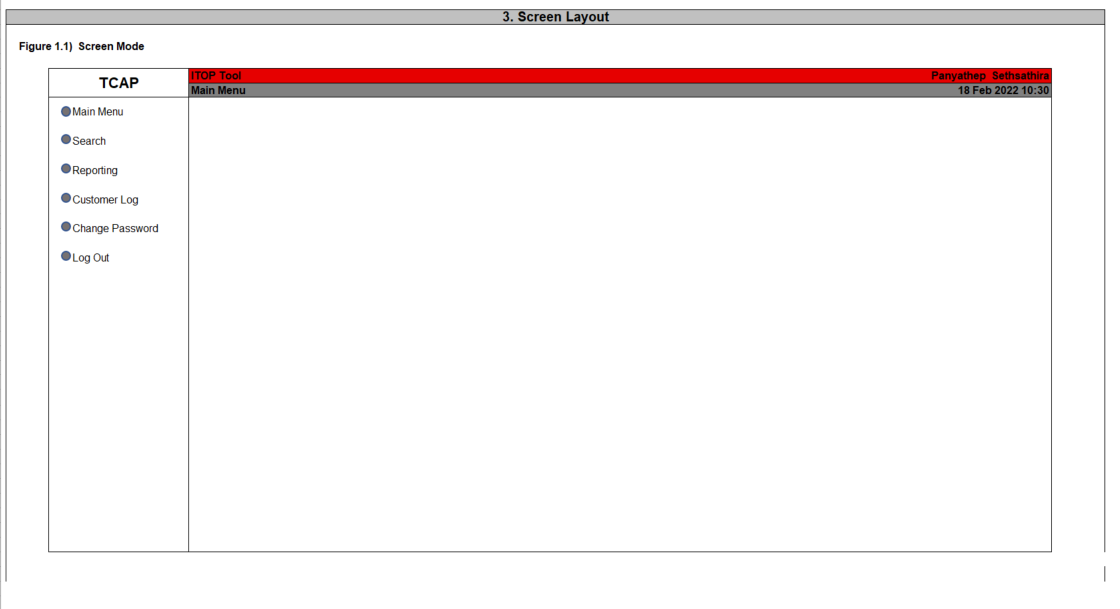 3. Screen Layout
Figure 1.1) Screen Mode
TCAP
ITOP Tool
Panyathep Sethsathira
Main Menu
18 Feb 2022 10:30
Main Menu
Search
Reporting
Customer Log
Change Password
Log Out